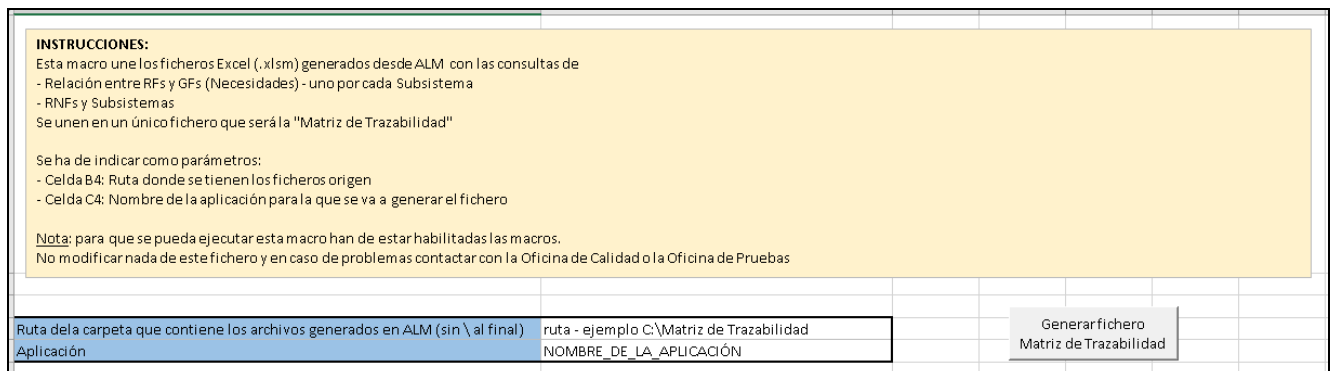 INSTRUCCIONES:
Esta macro une los ficheros Excel (.xlsm) generados desde ALM con las consultas de
- Relación entre RFs y GFs (Necesidades) - uno por cada Subsistema
- RNFs y Subsistemas
Se unen en un único fichero que será la "Matriz de Trazabilidad"
Se ha de indicar como parámetros:
- Celda B4: Ruta donde se tienen los ficheros origen
- Celda C4: Nombre de la aplicación para la que se va a generar el fichero
Nota: para que se pueda ejecutar esta macro han de estar habilitadas las macros.
No modificar nada de este fichero y en caso de problemas contactar con la Oficina de Calidad o la Oficina de Pruebas
Ruta dela carpeta que contiene los archivos generados en ALM (sin \ al final) ruta - ejemplo C:\Matriz de Trazabilidad
Aplicación NOMBRE_DE_LA_APLICACIÓN
Generar fichero
Matriz de Trazabilidad